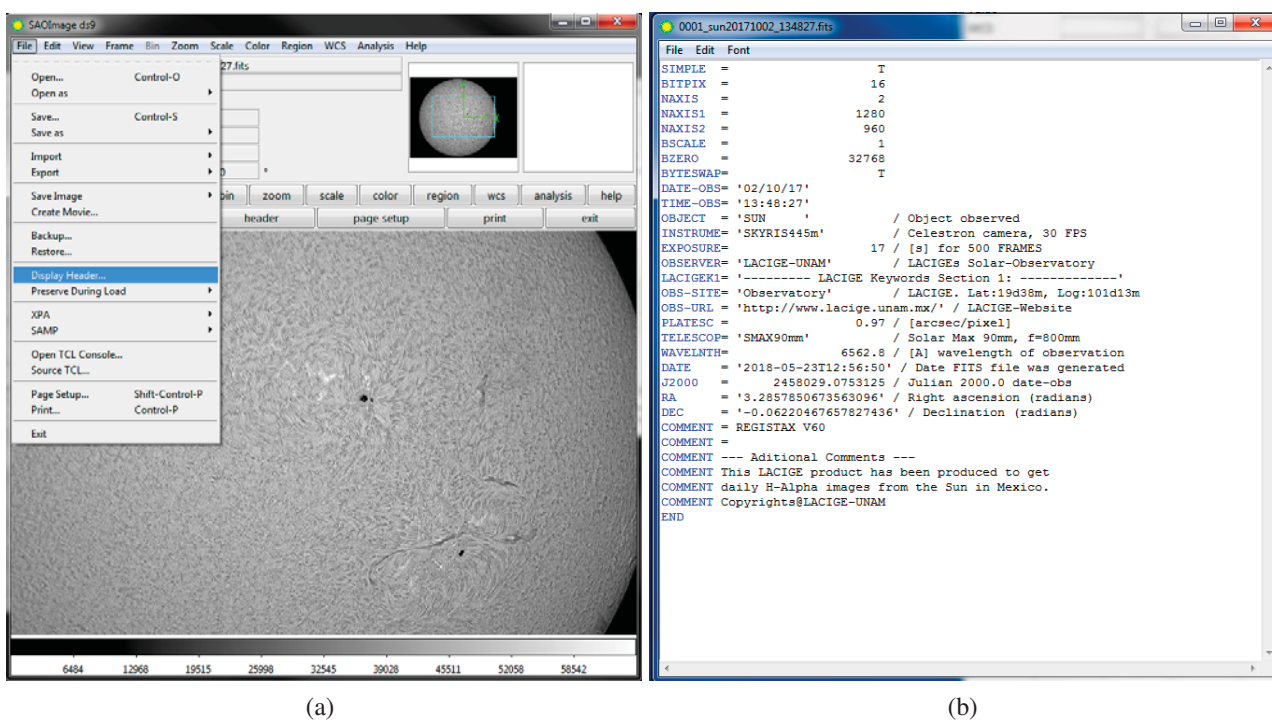 SAOImage ds9
File Edit View Frame Bin Zoom Scale Color Region WCS Analysis Help
27.fits
Open... Control-O
Open as
Save... Control-S
Save as
Import
Export
Save Image
Create Movie...
Backup...
Restore...
Display Header...
Preserve During Load
XPA
SAMP
Open TCL Console...
Source TCL...
Page Setup... Shift-Control-P
Print... Control-P
Exit
bin zoom scale color region wcs analysis help
header page setup print exit
X
6484 12968 19515 25998 32545 39028 45511 52058 58542
(a)
0001_sun20171002_134827.fits
File Edit Font
SIMPLE = T
BITPIX = 16
NAXIS = 2
NAXIS1 = 1280
NAXIS2 = 960
BSCALE = 1
BZERO = 32768
BYTESWAP= T
DATE-OBS= '02/10/17'
TIME-OBS= '13:48:27'
OBJECT = 'SUN ' / Object observed
INSTRUME= 'SKYRIS445m' / Celestron camera, 30 FPS
EXPOSURE= 17 / [s] for 500 FRAMES
OBSERVER= 'LACIGE-UNAM' / LACIGEs Solar-Observatory
LACIGEK1= '--------- LACIGE Keywords Section 1: -------------'
OBS-SITE= 'Observatory' / LACIGE. Lat:19d38m, Log:101d13m
OBS-URL = 'http://www.lacige.unam.mx/' / LACIGE-Website
PLATESC = 0.97 / [arcsec/pixel]
TELESCOP= 'SMAX90mm' / Solar Max 90mm, f=800mm
WAVELNTH= 6562.8 / [A] wavelength of observation
DATE = '2018-05-23T12:56:50' / Date FITS file was generated
J2000 = 2458029.0753125 / Julian 2000.0 date-obs
RA = '3.2857850673563096' / Right ascension (radians)
DEC = '-0.06220467657827436' / Declination (radians)
COMMENT = REGISTAX V60
COMMENT =
COMMENT --- Aditional Comments ---
COMMENT This LACIGE product has been produced to get
COMMENT daily H-Alpha images from the Sun in Mexico.
COMMENT Copyrights@LACIGE-UNAM
END
(b)